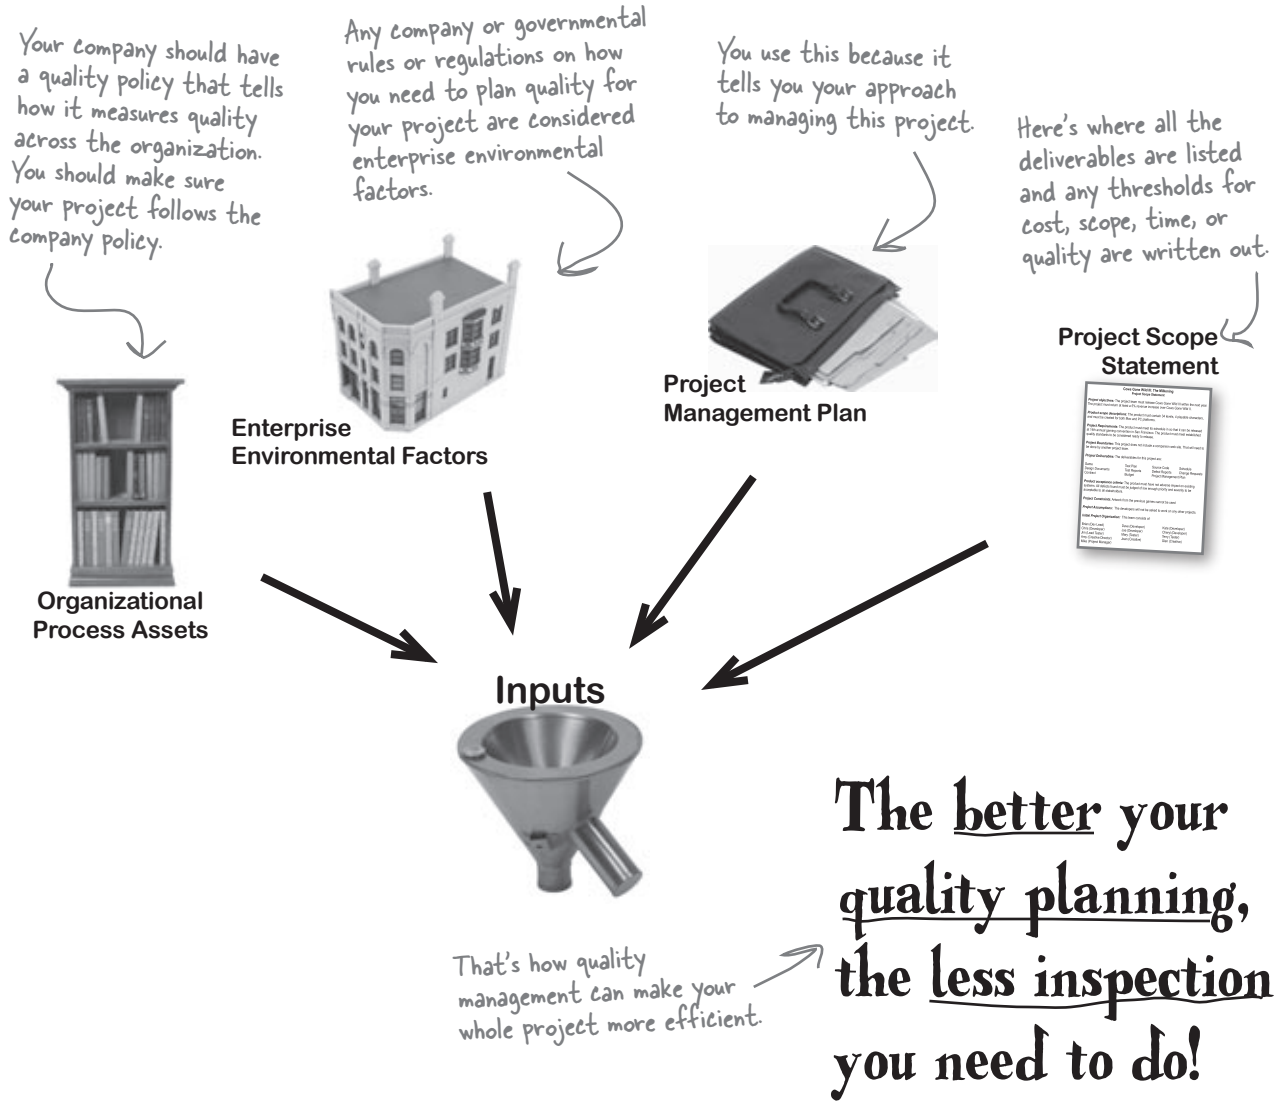 Your company should have
a quality policy that tells
how it measures quality
across the organization.
You should make sure
your project follows the
company policy.
Any company or governmental
rules or regulations on how
you need to plan quality for
your project are considered
enterprise environmental
factors.
You use this because it
tells you your approach
to managing this project.
Here's where all the
deliverables are listed
and any thresholds for
cost, scope, time, or
quality are written out.
Organizational
Process Assets
Enterprise
Environmental Factors
Project
Management Plan
Project Scope
Statement
Inputs
The better your
quality planning,
the less inspection
you need to do!
That's how quality
management can make your
whole project more efficient.